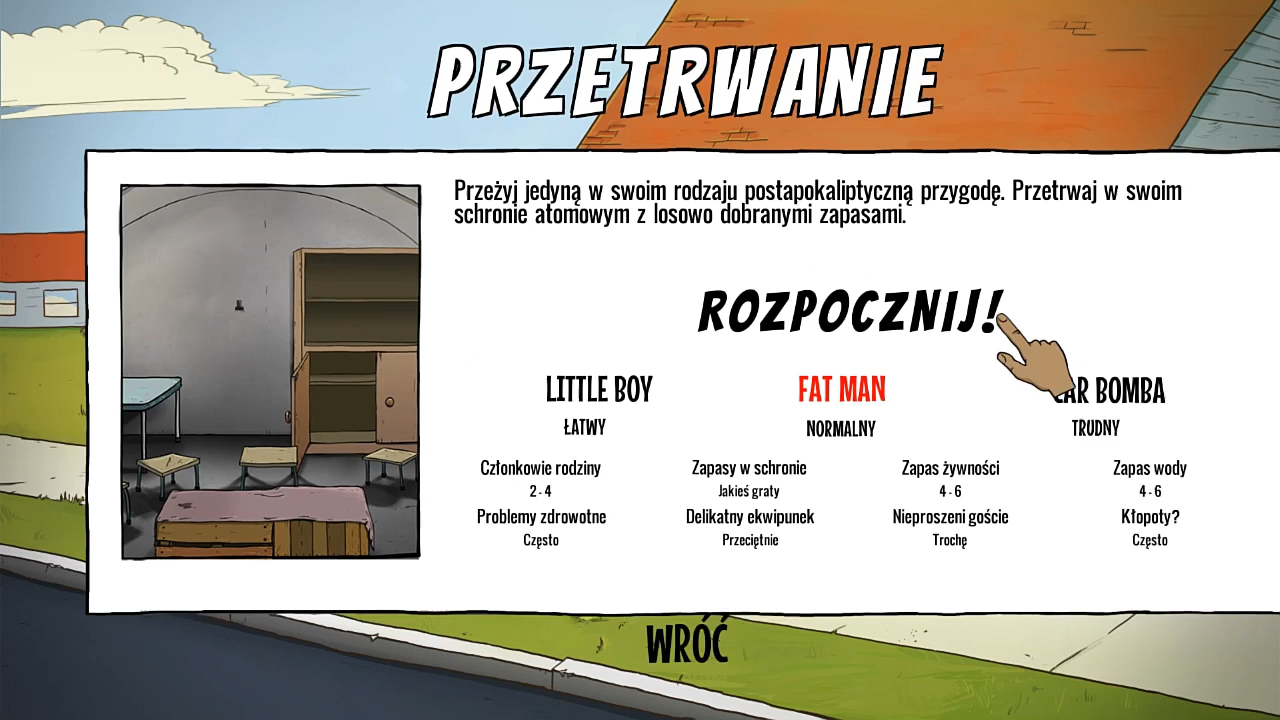 PRZETRWANIE
Przeżyj jedyną w swoim rodzaju postapokaliptyczną przygodę. Przetrwaj w swoim
schronie atomowym z losowo dobranymi zapasami.
ROZPOCZNIJ!
LITTLE BOY FAT MAN AR BOMBA
ŁATWY NORMALNY TRUDNY
Członkowie rodziny Zapasy w schronie Zapas żywności Zapas wody
2 - 4 Jakieś graty 4 - 6 4 - 6
Problemy zdrowotne Delikatny ekwipunek Nieproszeni goście Kłopoty?
Często Przeciętnie Trochę Często
WRÓĆ